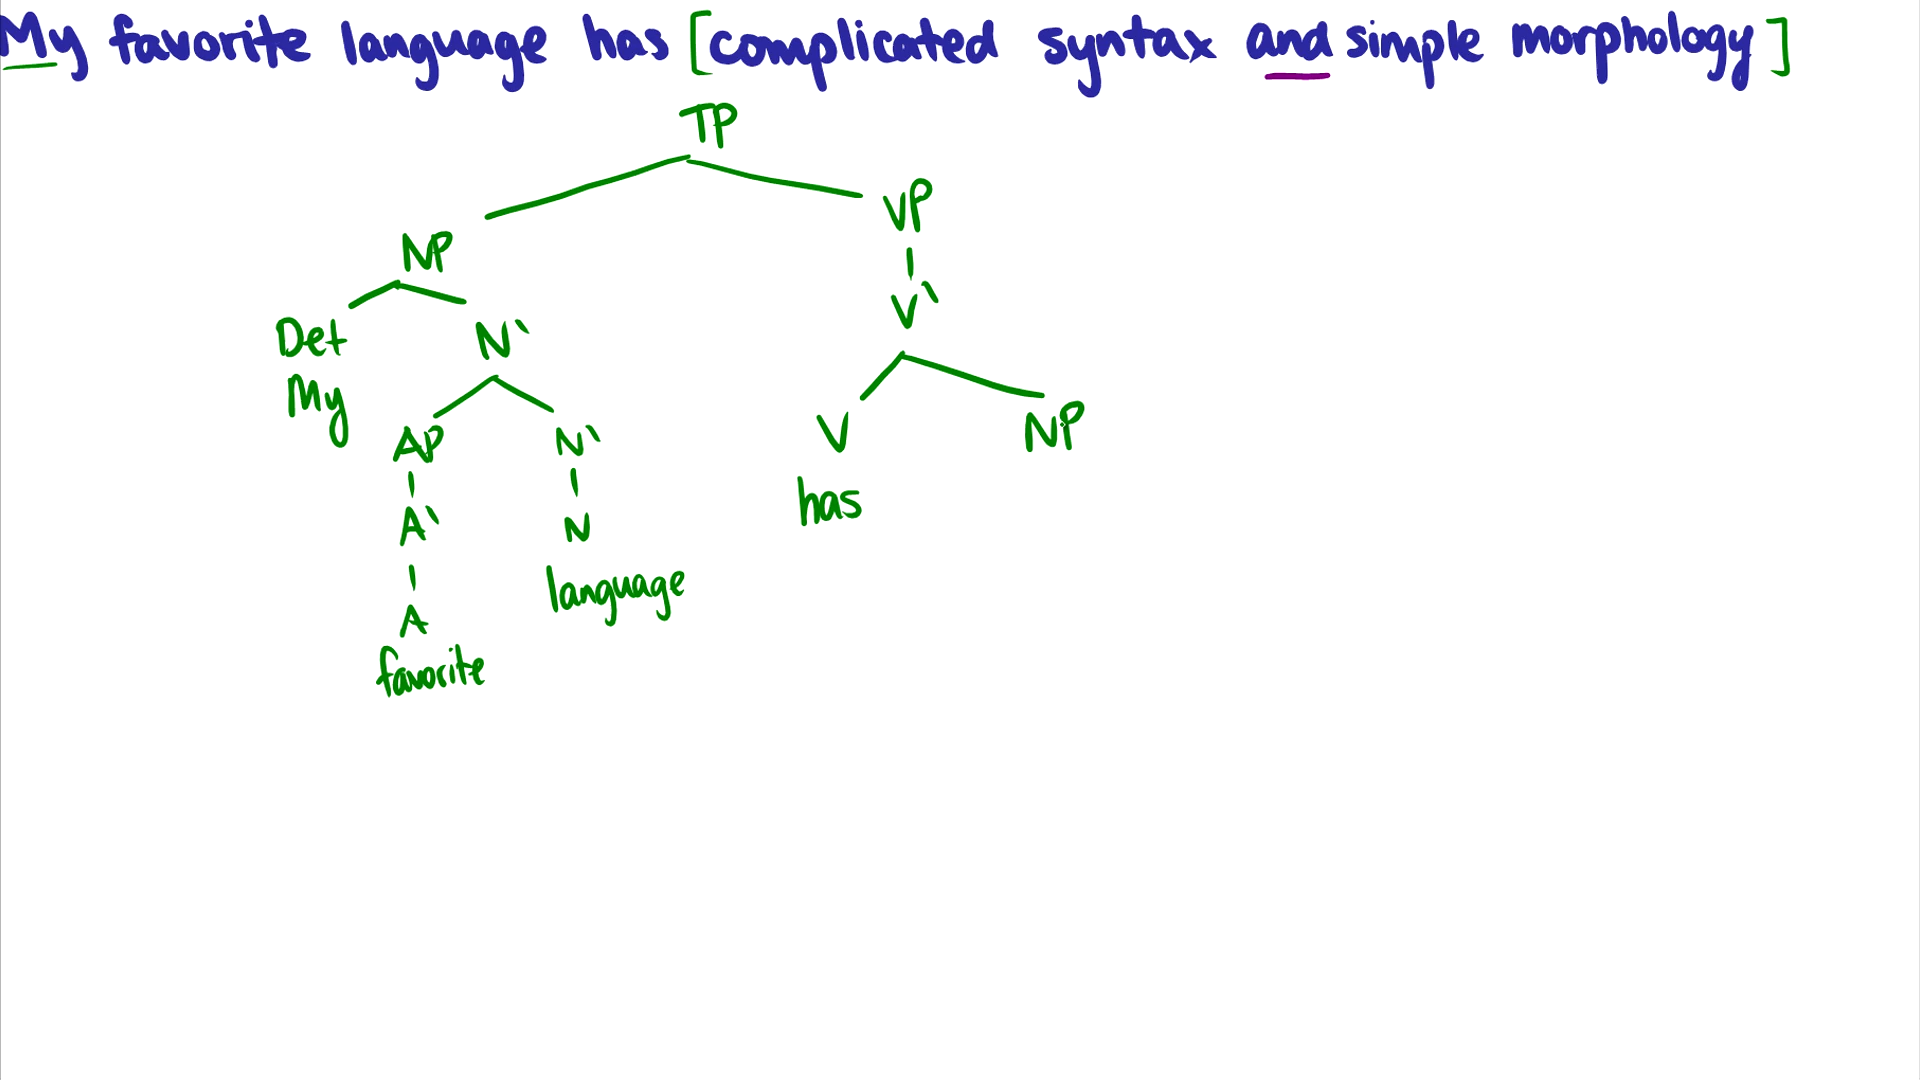 My favorite language has [complicated syntax and simple morphology]
TP
NP VP
Det N` V`
My
AP N` V NP
A` N has
A language
favorite